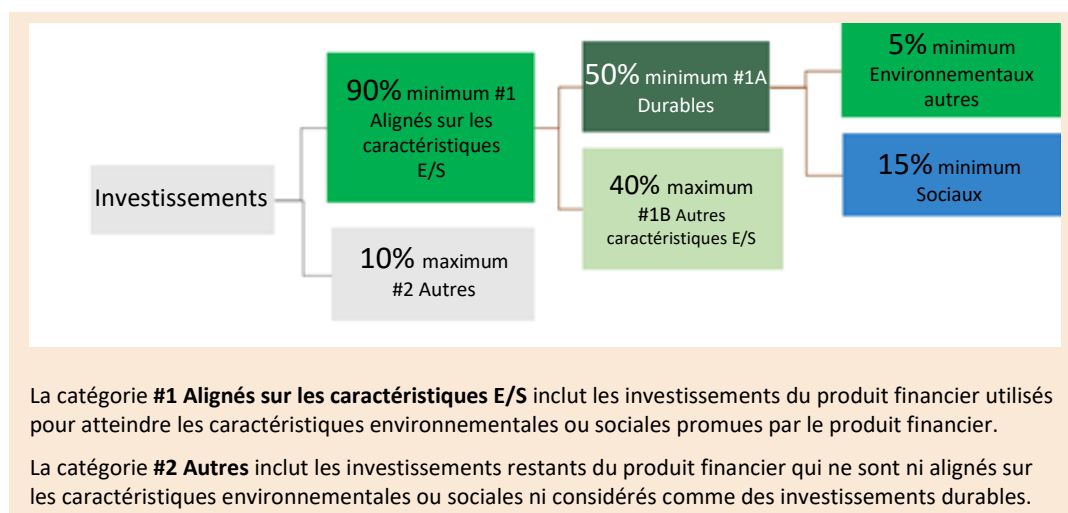 Investissements
90% minimum #1
Alignés sur les
caractéristiques
E/S
10% maximum
#2 Autres
50% minimum #1A
Durables
40% maximum
#1B Autres
caractéristiques E/S
5% minimum
Environnementaux
autres
15% minimum
Sociaux
La catégorie #1 Alignés sur les caractéristiques E/S inclut les investissements du produit financier utilisés
pour atteindre les caractéristiques environnementales ou sociales promues par le produit financier.
La catégorie #2 Autres inclut les investissements restants du produit financier qui ne sont ni alignés sur
les caractéristiques environnementales ou sociales ni considérés comme des investissements durables.